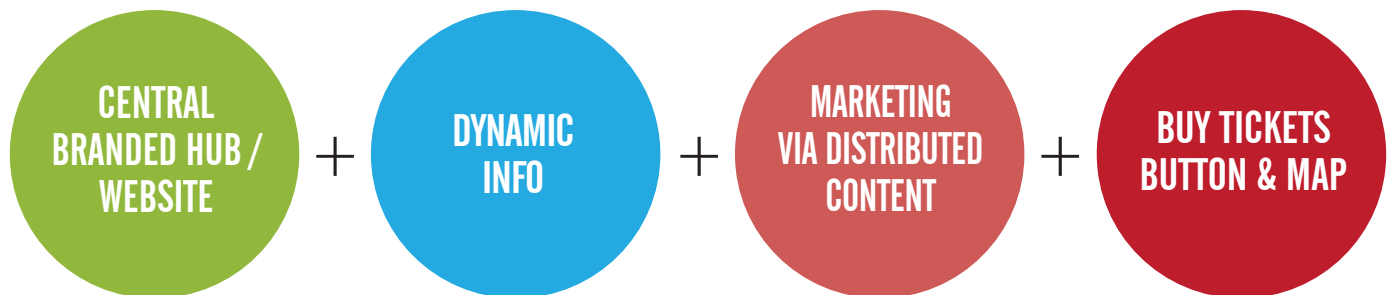 CENTRAL
BRANDED HUB /
WEBSITE
+
DYNAMIC
INFO
+
MARKETING
VIA DISTRIBUTED
CONTENT
+
BUY TICKETS
BUTTON & MAP